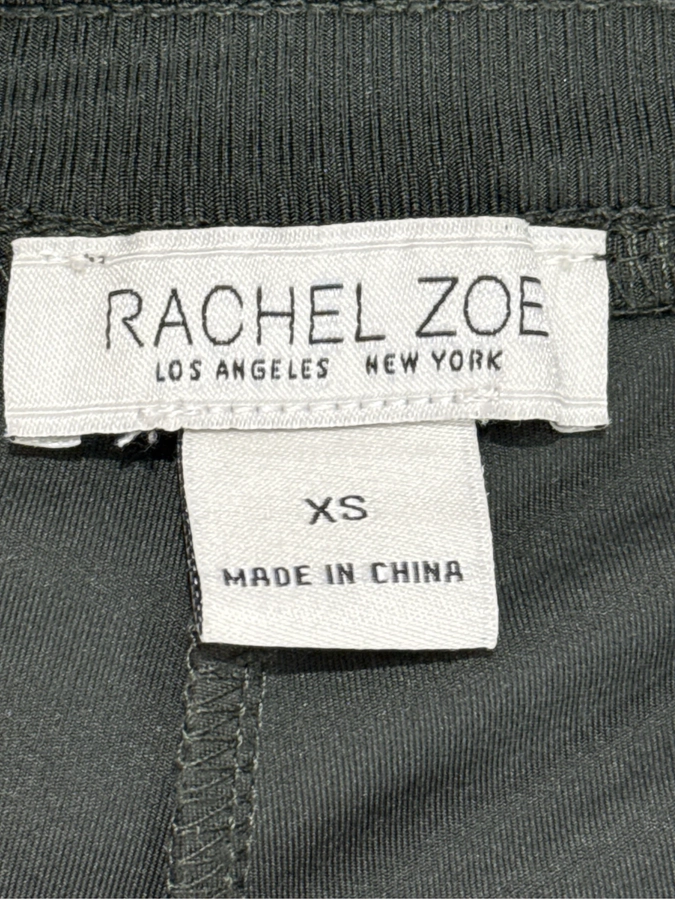 RACHEL ZOE
LOS ANGELES NEW YORK
XS
MADE IN CHINA